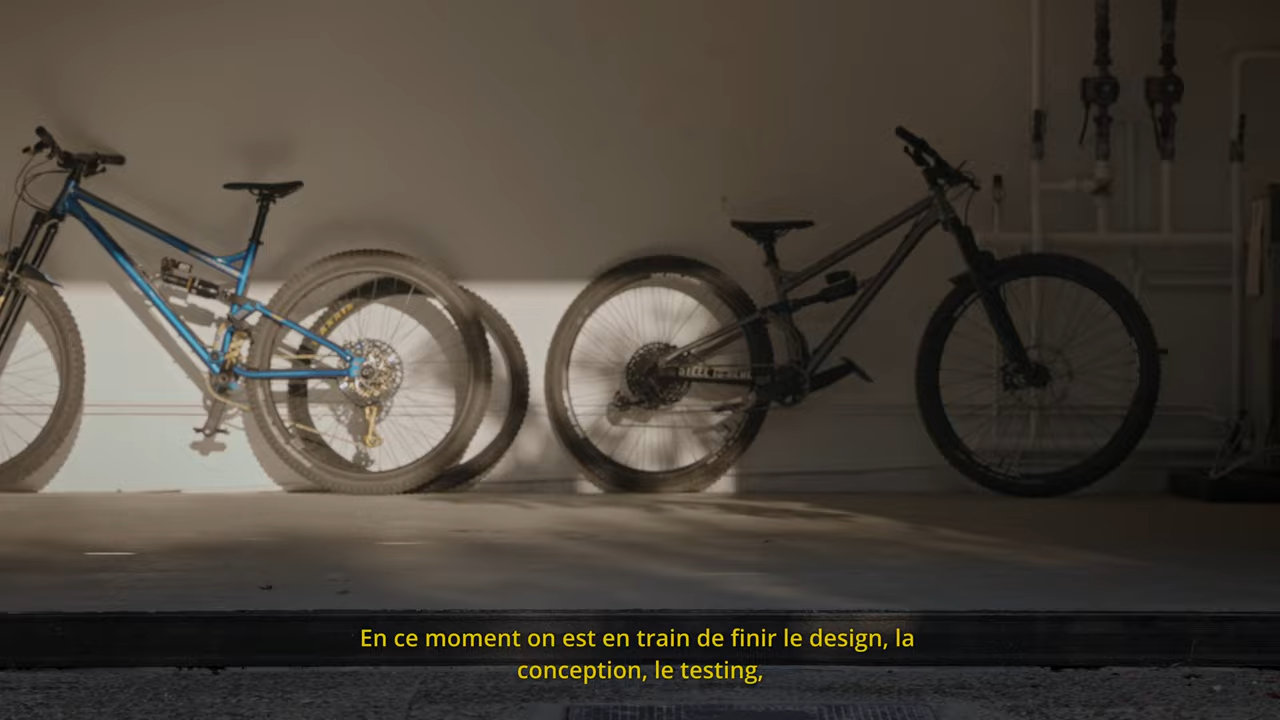 En ce moment on est en train de finir le design, la
conception, le testing,